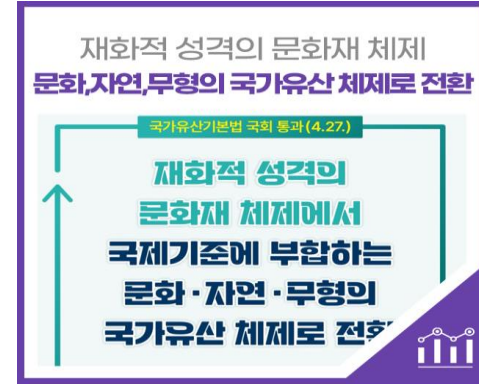 재화적 성격의 문화재 체제
문화,자연,무형의 국가유산 체제로 전환
국가유산기본법 국회 통과(4.27.)
재화적 성격의
문화재 체제에서
국제기준에 부합하는
문화·자연·무형의
국가유산 체제로 전환